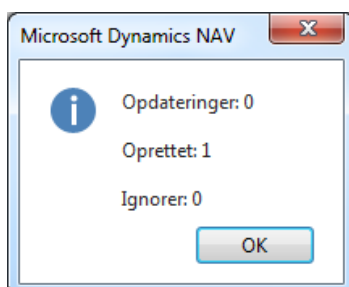 Microsoft Dynamics NAV
Opdateringer: 0
Oprettet: 1
Ignorer: 0
OK